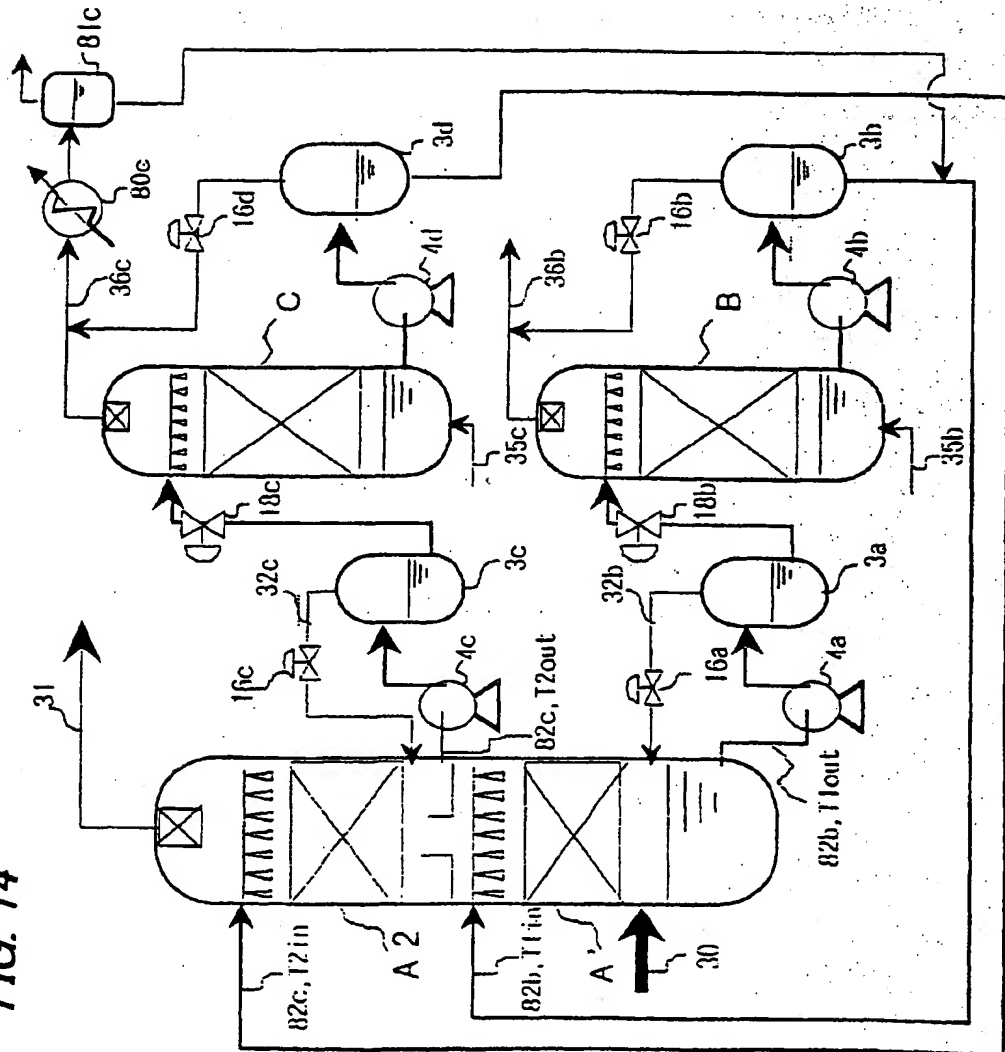 FIG. 14
31
36c
80c
81c
16d
3d
4d
C
35c
18c
32c
16c
3c
4c
82c, T2out
82c, T2in
A2
36b
16b
3b
4b
B
35b
18b
32b
16a
3a
4a
82b, T1in
A'
30
82b, T1out